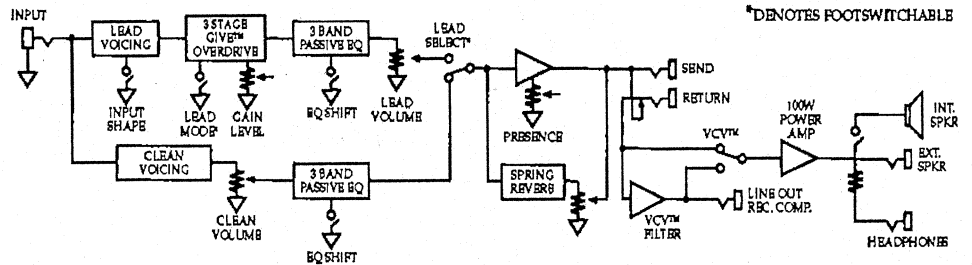 INPUT
*DENOTES FOOTSWITCHABLE
LEAD
VOICING
3 STAGE
GIVE™
OVERDRIVE
3 BAND
PASSIVE EQ
LEAD
SELECT*
INPUT
SHAPE
LEAD
MODE*
GAIN
LEVEL
EQ SHIFT
LEAD
VOLUME
PRESENCE
SEND
RETURN
100W
POWER
AMP
INT.
SPKR
VCV™
CLEAN
VOICING
CLEAN
VOLUME
3 BAND
PASSIVE EQ
EQ SHIFT
SPRING
REVERB
VCV™
FILTER
LINE OUT
REC. COMP.
EXT.
SPKR
HEADPHONES